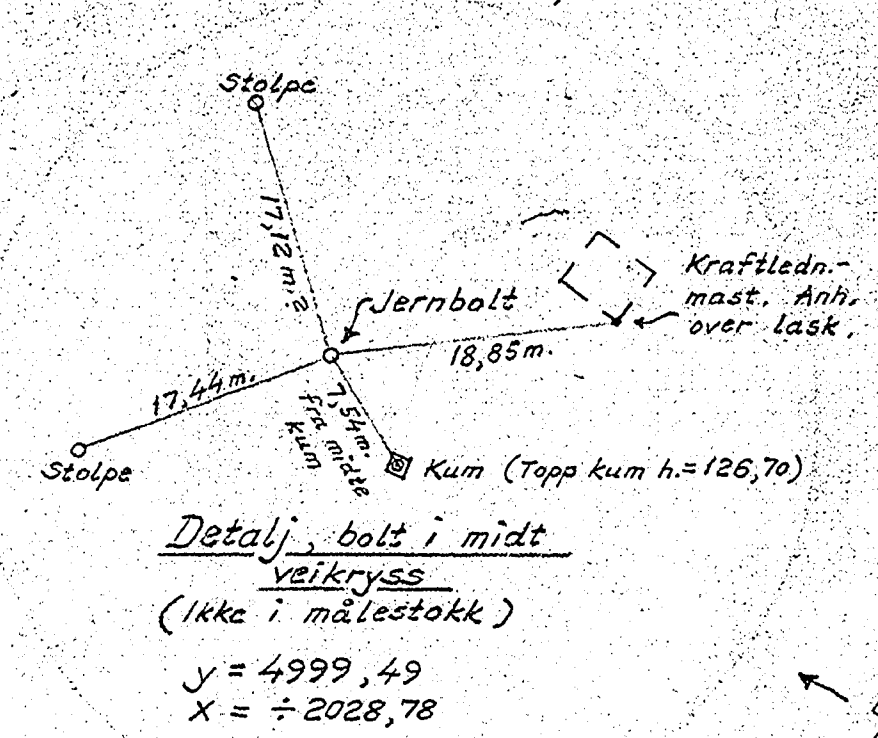 Stolpe
17,12 m.?
Jernbolt
Kraftledn.-
mast. Anh.
over lask.
18,85 m.
17,44 m.
7,54 m.
fra midte
kum
Stolpe
Kum (Topp kum h.=126,70)
Detalj, bolt i midt
veikryss
(Ikke i målestokk)
y = 4999,49
x = ÷ 2028,78